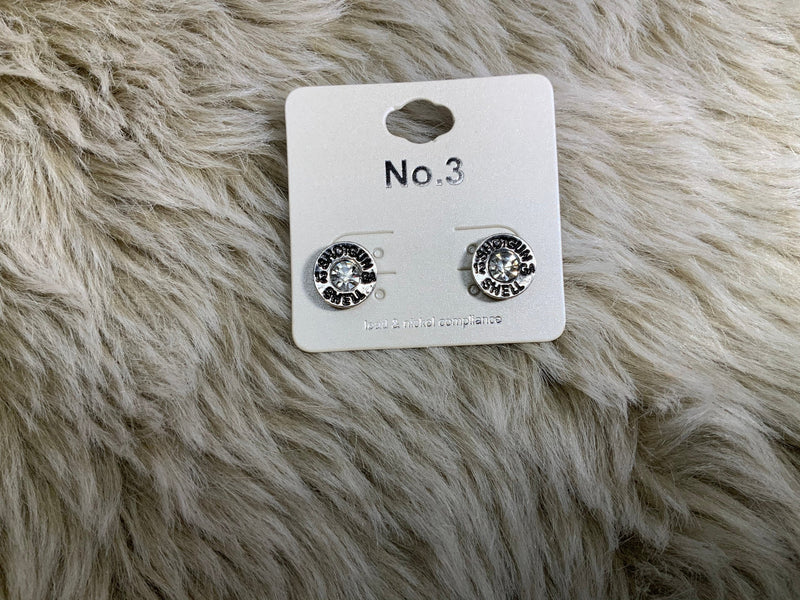 No.3
SHOTGUN
SHELL
SHOTGUN
SHELL
lead & nickel compliance